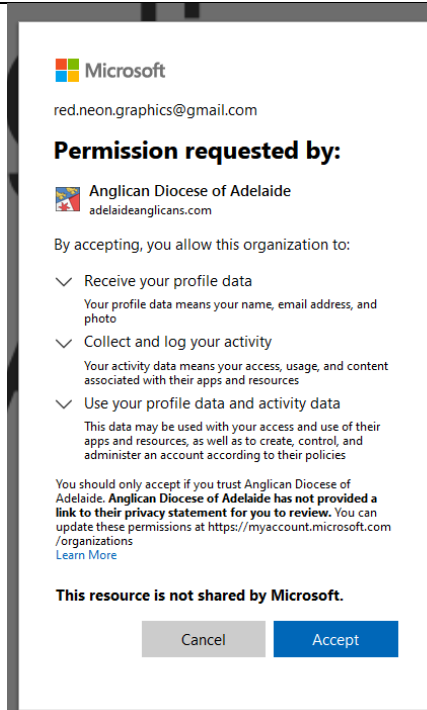 Microsoft
red.neon.graphics@gmail.com
Permission requested by:
Anglican Diocese of Adelaide
adelaideanglicans.com
By accepting, you allow this organization to:
Receive your profile data
Your profile data means your name, email address, and
photo
Collect and log your activity
Your activity data means your access, usage, and content
associated with their apps and resources
Use your profile data and activity data
This data may be used with your access and use of their
apps and resources, as well as to create, control, and
administer an account according to their policies
You should only accept if you trust Anglican Diocese of
Adelaide. Anglican Diocese of Adelaide has not provided a
link to their privacy statement for you to review. You can
update these permissions at https://myaccount.microsoft.com
/organizations
Learn More
This resource is not shared by Microsoft.
Cancel
Accept